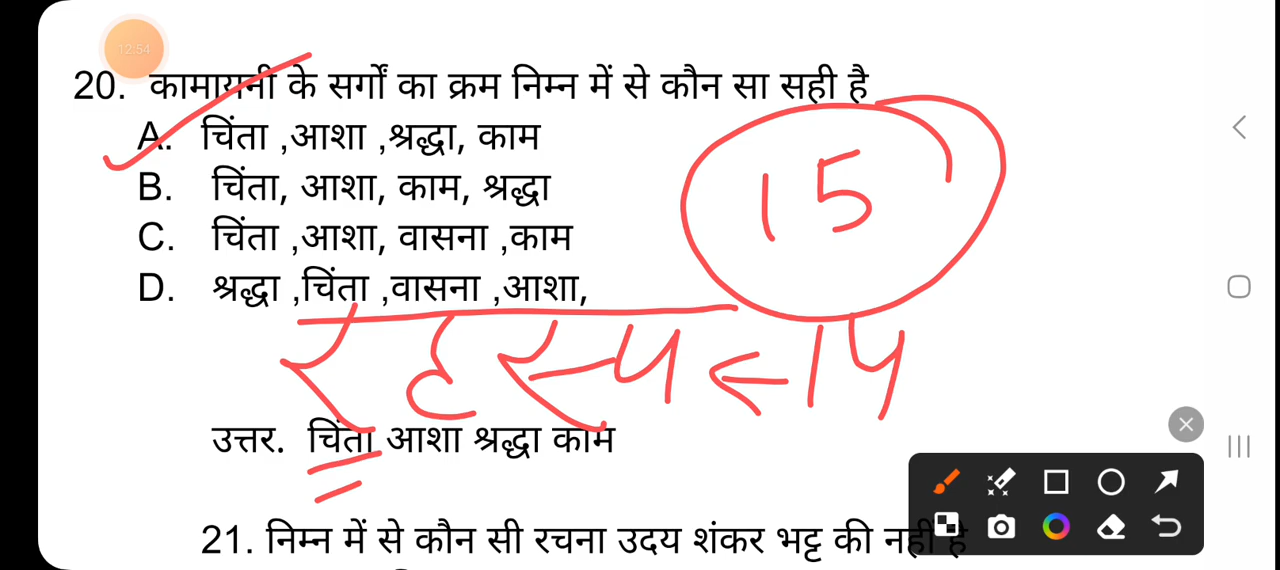 12:54
20. कामायनी के सर्गों का क्रम निम्न में से कौन सा सही है
A. चिंता ,आशा ,श्रद्धा, काम
B. चिंता, आशा, काम, श्रद्धा
C. चिंता ,आशा, वासना ,काम
D. श्रद्धा ,चिंता ,वासना ,आशा,
15
रहस्य ← 14
उत्तर. चिंता आशा श्रद्धा काम
21. निम्न में से कौन सी रचना उदय शंकर भट्ट की नहीं है